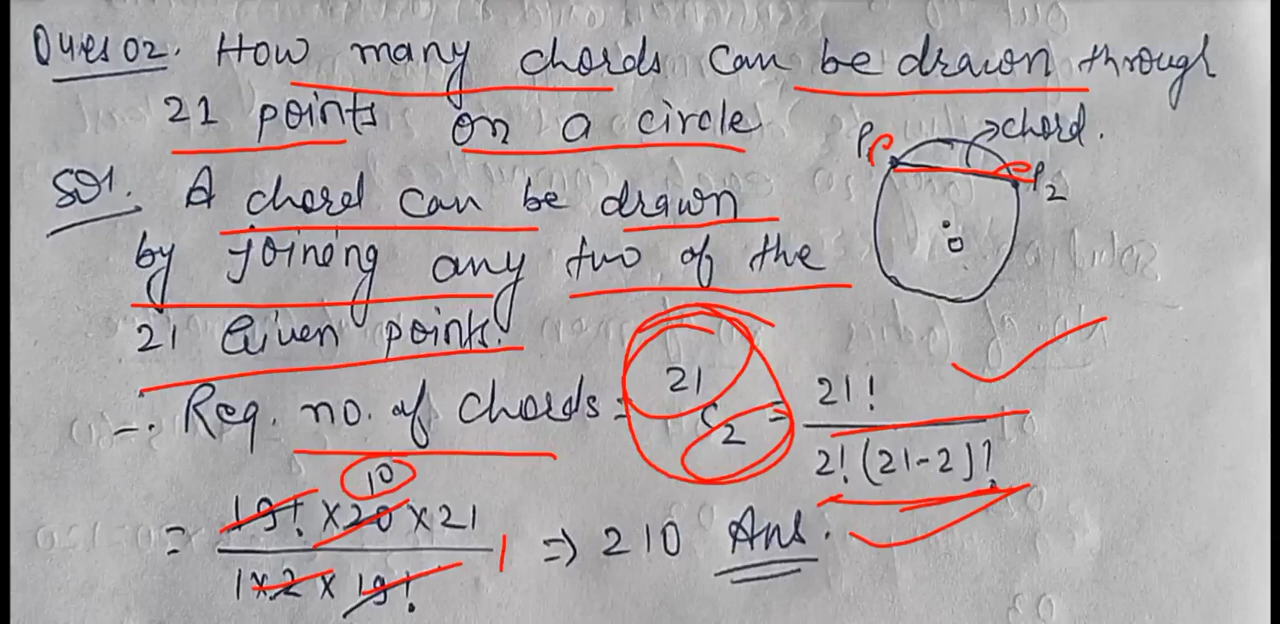 Ques 02. How many chords can be drawn through
21 points on a circle
P1 P2 chord.
Sol. A chord can be drawn
by joining any two of the
21 Given points.
∴ Req. no. of chords = 21C2 = 21! / 2!(21-2)!
10
= 19! × 20 × 21 / 1×2 × 19! ⇒ 210 Ans.
03